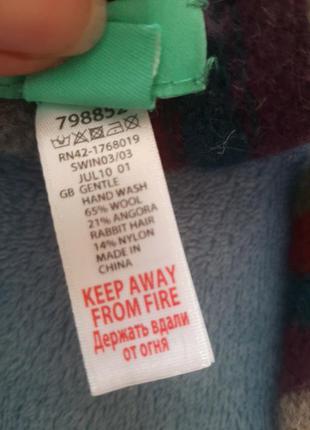 798852
RN42-1768019
SWIN03/03
JUL10 01
GB GENTLE
HAND WASH
65% WOOL
21% ANGORA
RABBIT HAIR
14% NYLON
MADE IN
CHINA
KEEP AWAY
FROM FIRE
Держать вдали
от огня